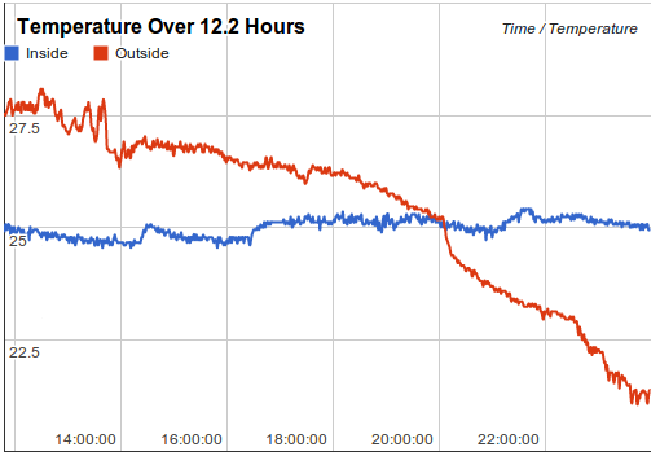 Temperature Over 12.2 Hours
Time / Temperature
Inside Outside
27.5
25
22.5
14:00:00 16:00:00 18:00:00 20:00:00 22:00:00